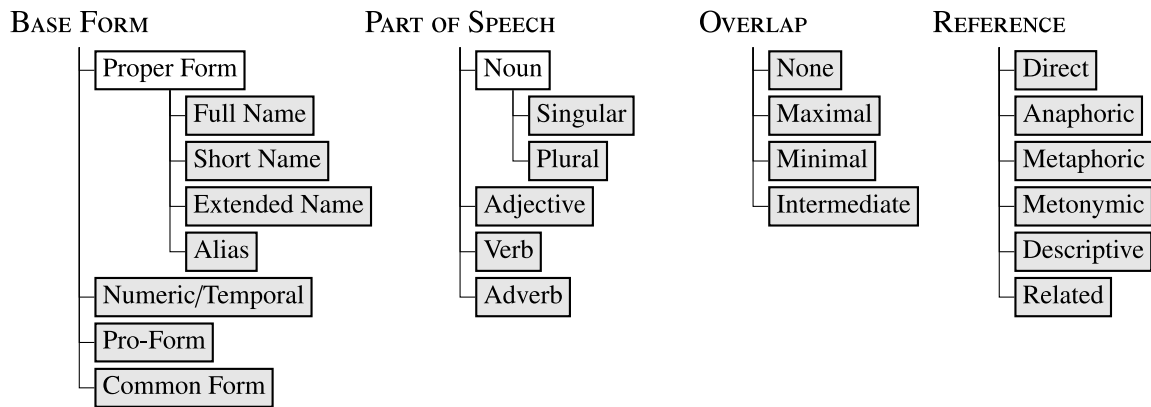 BASE FORM
Proper Form
Full Name
Short Name
Extended Name
Alias
Numeric/Temporal
Pro-Form
Common Form
PART OF SPEECH
Noun
Singular
Plural
Adjective
Verb
Adverb
OVERLAP
None
Maximal
Minimal
Intermediate
REFERENCE
Direct
Anaphoric
Metaphoric
Metonymic
Descriptive
Related